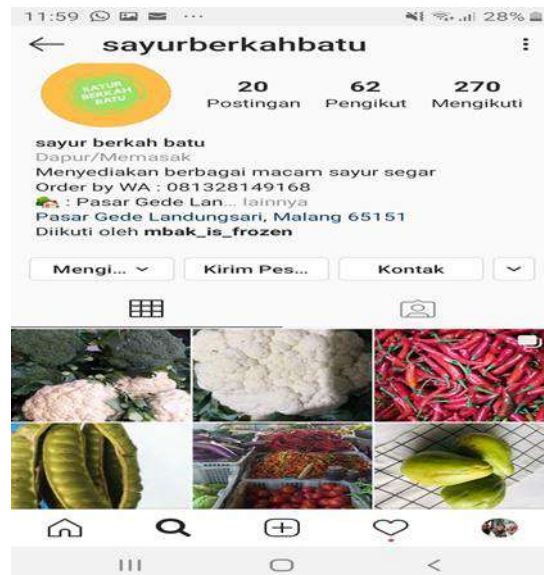 11:59
28%
sayurberkahbatu
SAYUR
BERKAH
BATU
20 62 270
Postingan Pengikut Mengikuti
sayur berkah batu
Dapur/Memasak
Menyediakan berbagai macam sayur segar
Order by WA : 081328149168
: Pasar Gede Lan... lainnya
Pasar Gede Landungsari, Malang 65151
Diikuti oleh mbak_is_frozen
Mengi... Kirim Pes... Kontak